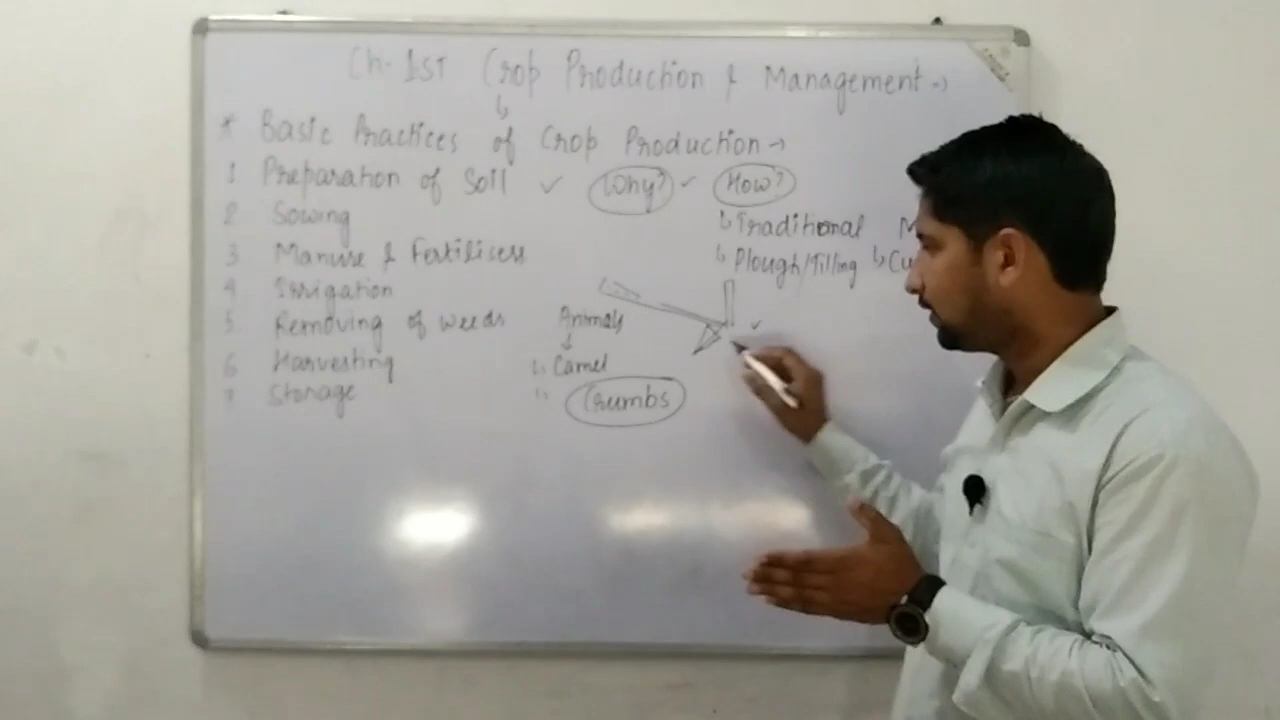 Ch. 1st Crop Production & Management →
* Basic Practices of Crop Production →
1 Preparation of Soil ✓ Why? ✓ How?
2 Sowing
↳ Traditional
3 Manure & Fertilisers
↳ Plough/Tilling
4 Irrigation
5 Removing of weeds
Animals ✓
6 Harvesting
Camel
7 Storage
Crumbs